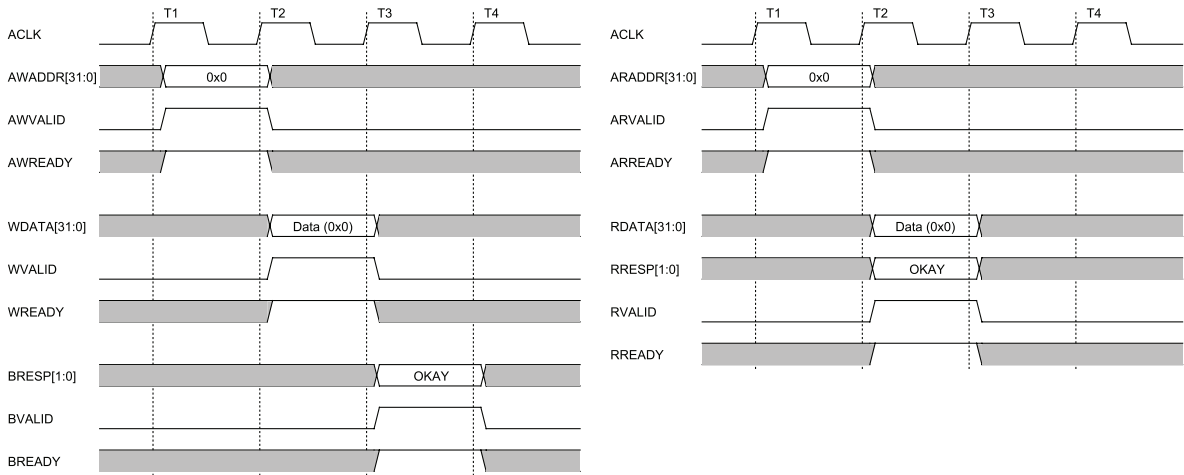 T1 T2 T3 T4
ACLK
AWADDR[31:0] 0x0
AWVALID
AWREADY
WDATA[31:0] Data (0x0)
WVALID
WREADY
BRESP[1:0] OKAY
BVALID
BREADY
T1 T2 T3 T4
ACLK
ARADDR[31:0] 0x0
ARVALID
ARREADY
RDATA[31:0] Data (0x0)
RRESP[1:0] OKAY
RVALID
RREADY